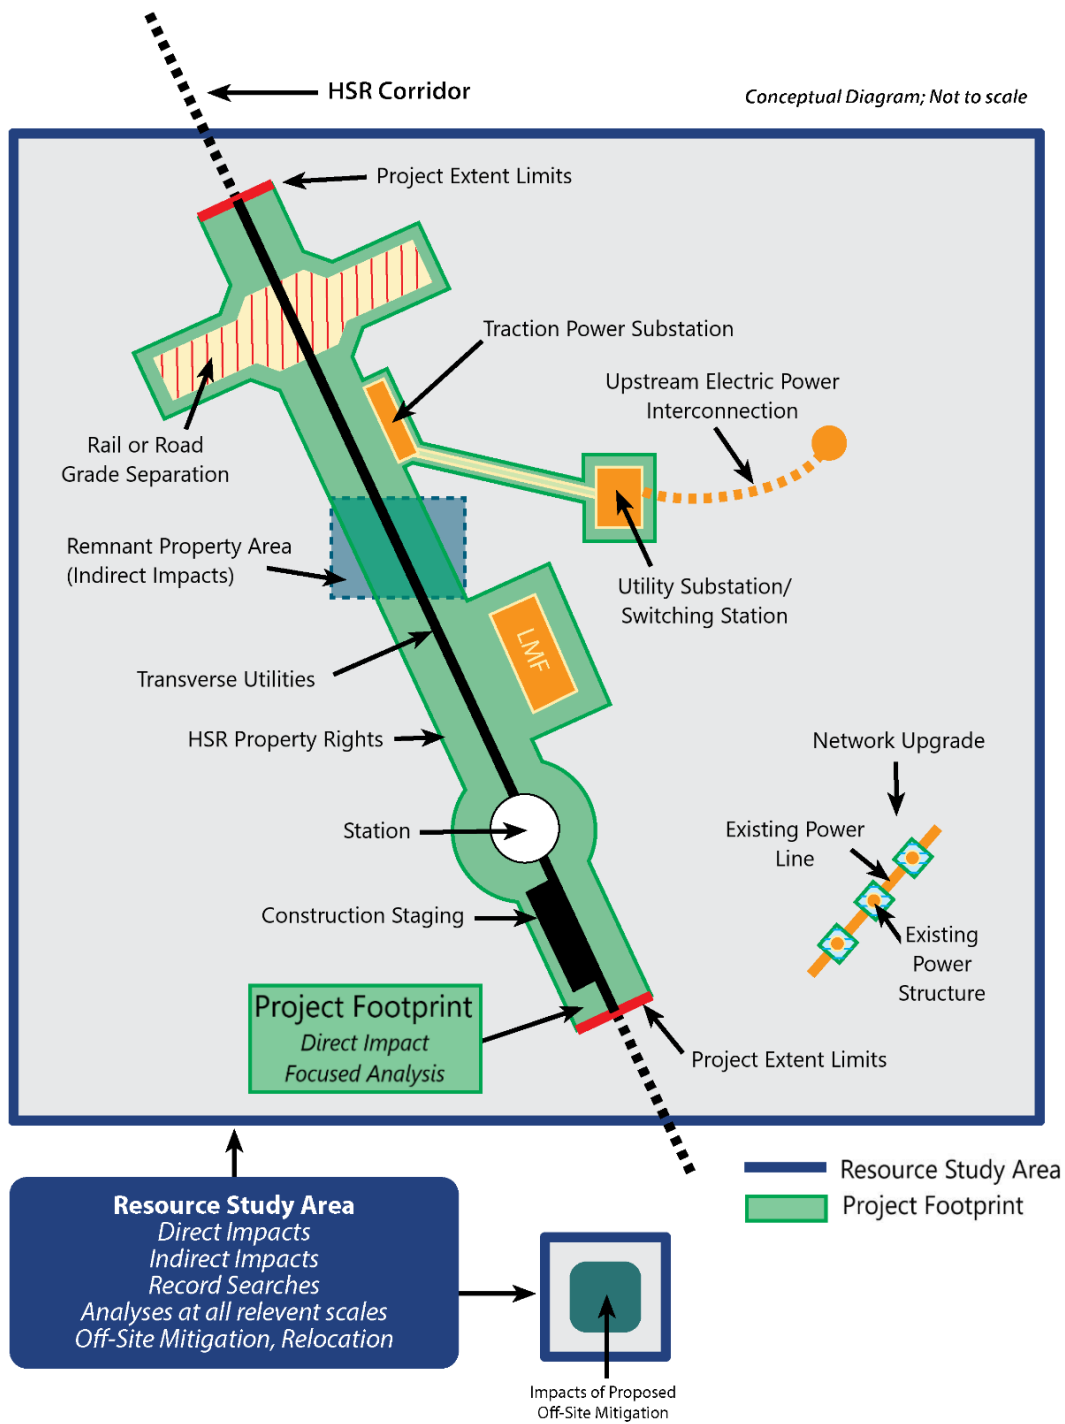 HSR Corridor
Conceptual Diagram; Not to scale
Project Extent Limits
Traction Power Substation
Upstream Electric Power
Interconnection
Rail or Road
Grade Separation
Remnant Property Area
(Indirect Impacts)
Utility Substation/
Switching Station
LMF
Transverse Utilities
HSR Property Rights
Network Upgrade
Station
Existing Power
Line
Construction Staging
Existing
Power
Structure
Project Footprint
Direct Impact
Focused Analysis
Project Extent Limits
Resource Study Area
Project Footprint
Resource Study Area
Direct Impacts
Indirect Impacts
Record Searches
Analyses at all relevent scales
Off-Site Mitigation, Relocation
Impacts of Proposed
Off-Site Mitigation